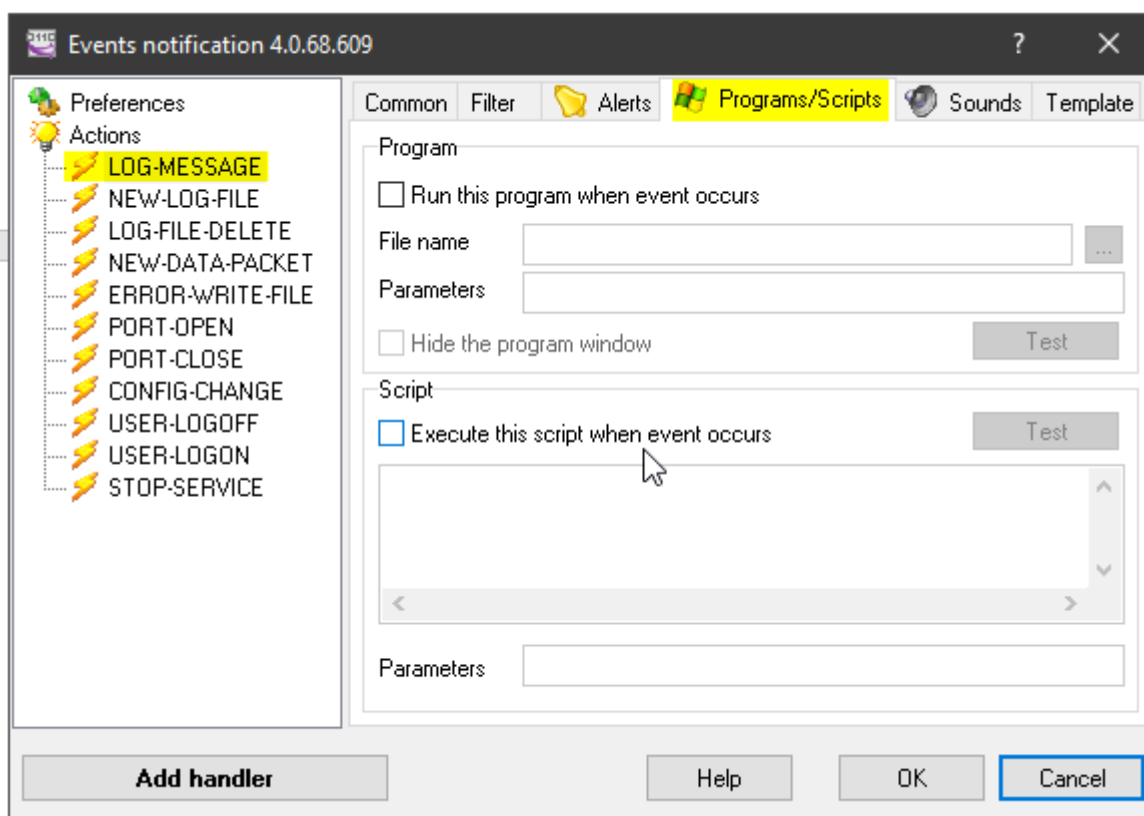 Events notification 4.0.68.609
Preferences
Actions
LOG-MESSAGE
NEW-LOG-FILE
LOG-FILE-DELETE
NEW-DATA-PACKET
ERROR-WRITE-FILE
PORT-OPEN
PORT-CLOSE
CONFIG-CHANGE
USER-LOGOFF
USER-LOGON
STOP-SERVICE
Common Filter Alerts Programs/Scripts Sounds Template
Program
Run this program when event occurs
File name ...
Parameters
Hide the program window Test
Script
Execute this script when event occurs Test
Parameters
Add handler Help OK Cancel